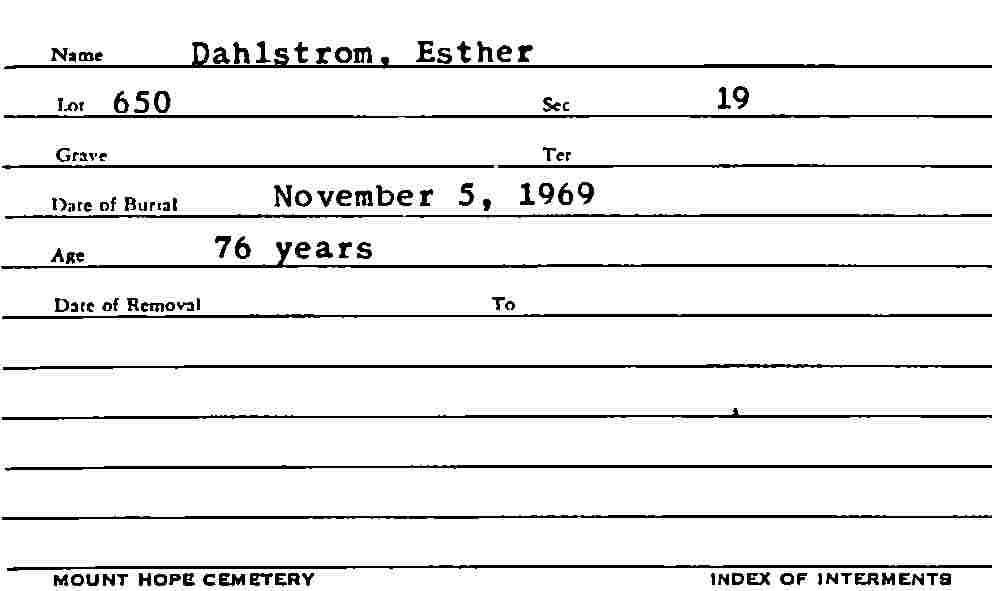 Name Dahlstrom, Esther
Lot 650 Sec 19
Grave Ter
Date of Burial November 5, 1969
Age 76 years
Date of Removal To
MOUNT HOPE CEMETERY INDEX OF INTERMENTS